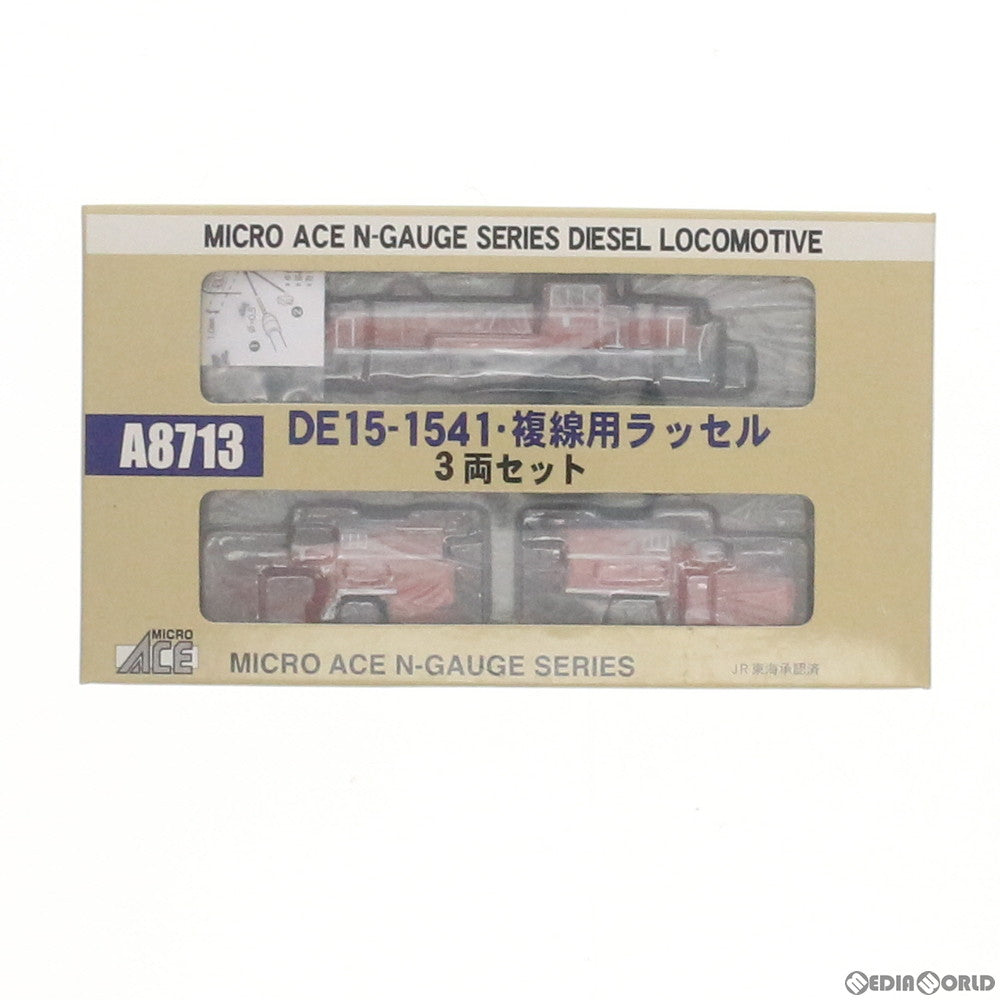 MICRO ACE N-GAUGE SERIES DIESEL LOCOMOTIVE
A8713
DE15-1541・複線用ラッセル
3両セット
MICRO ACE
MICRO ACE N-GAUGE SERIES
JR東海承認済
MEDIAWORLD